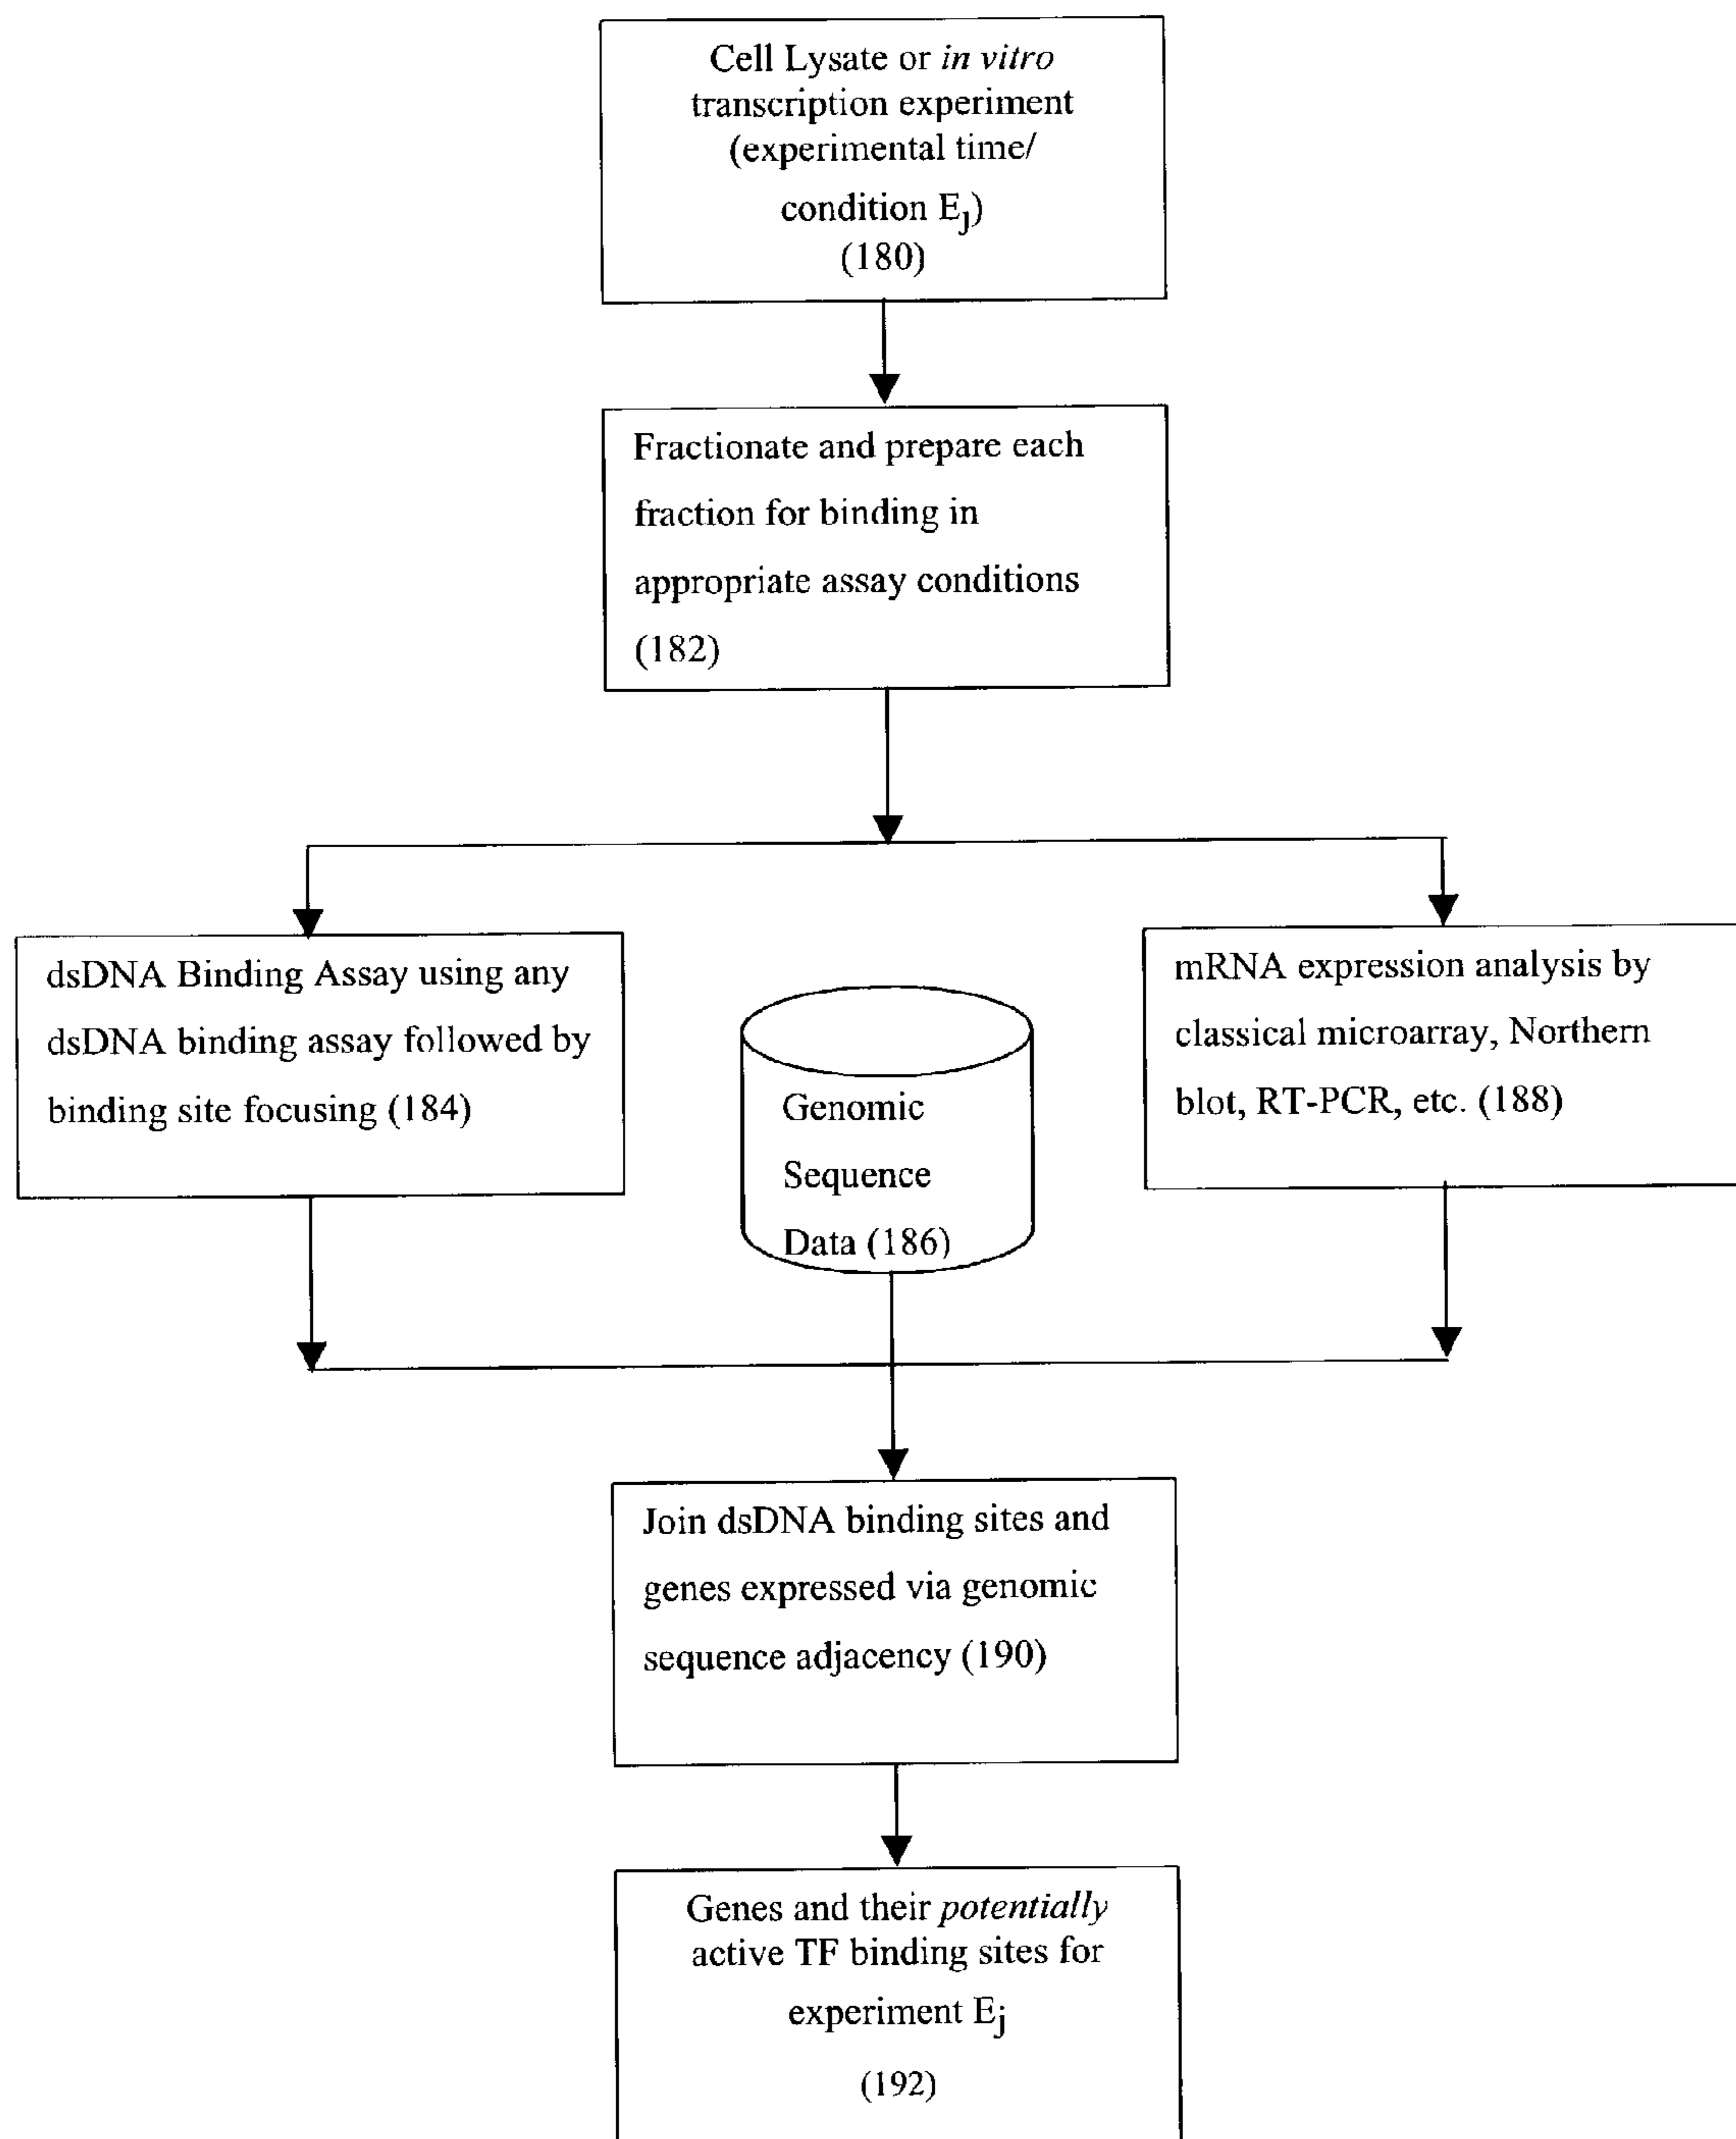 Cell Lysate or in vitro
transcription experiment
(experimental time/
condition Ej)
(180)
Fractionate and prepare each
fraction for binding in
appropriate assay conditions
(182)
dsDNA Binding Assay using any
dsDNA binding assay followed by
binding site focusing (184)
Genomic
Sequence
Data (186)
mRNA expression analysis by
classical microarray, Northern
blot, RT-PCR, etc. (188)
Join dsDNA binding sites and
genes expressed via genomic
sequence adjacency (190)
Genes and their potentially
active TF binding sites for
experiment Ej
(192)